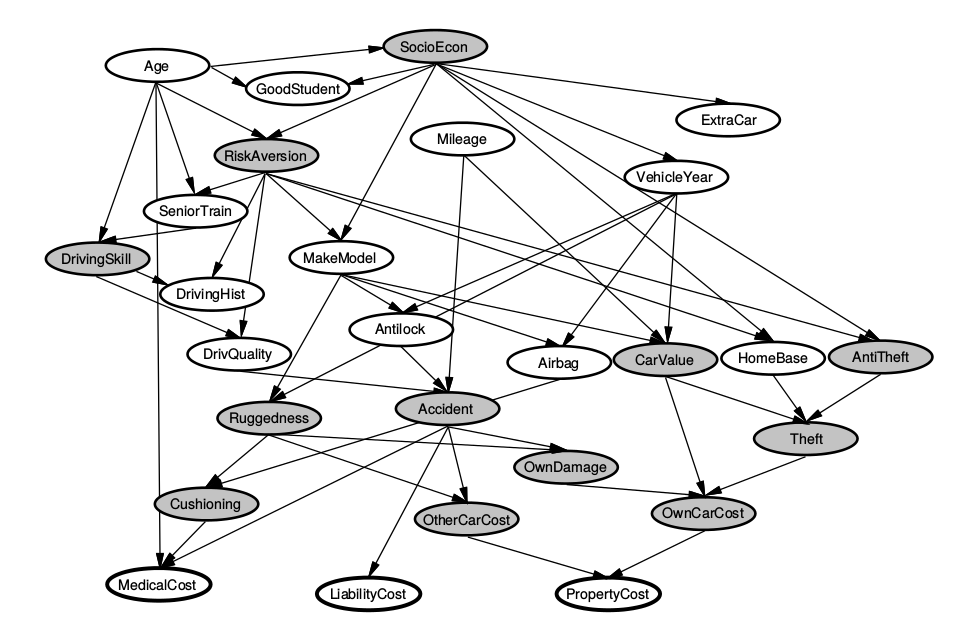 SocioEcon
Age
GoodStudent
ExtraCar
Mileage
RiskAversion
VehicleYear
SeniorTrain
DrivingSkill
MakeModel
DrivingHist
Antilock
DrivQuality
Airbag
CarValue
HomeBase
AntiTheft
Ruggedness
Accident
Theft
OwnDamage
Cushioning
OtherCarCost
OwnCarCost
MedicalCost
LiabilityCost
PropertyCost